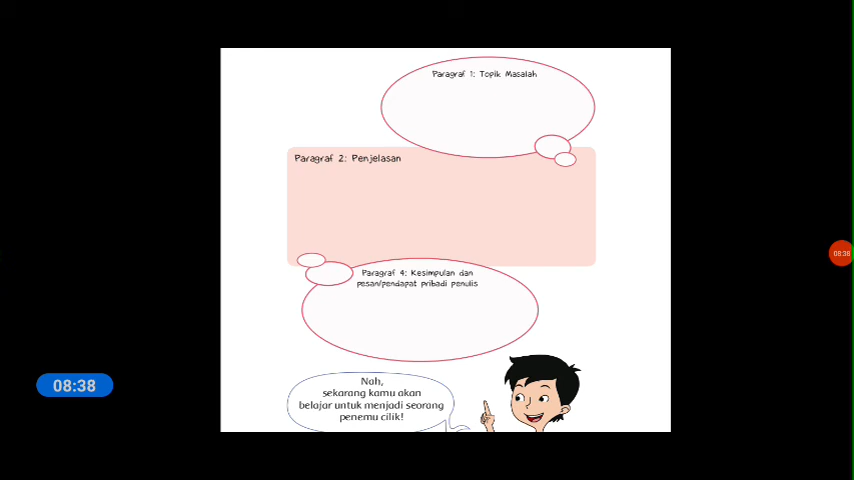 Paragraf 1: Topik Masalah
Paragraf 2: Penjelasan
Paragraf 4: Kesimpulan dan
pesan/pendapat pribadi penulis
08:38
08:38
Nah,
sekarang kamu akan
belajar untuk menjadi seorang
penemu cilik!